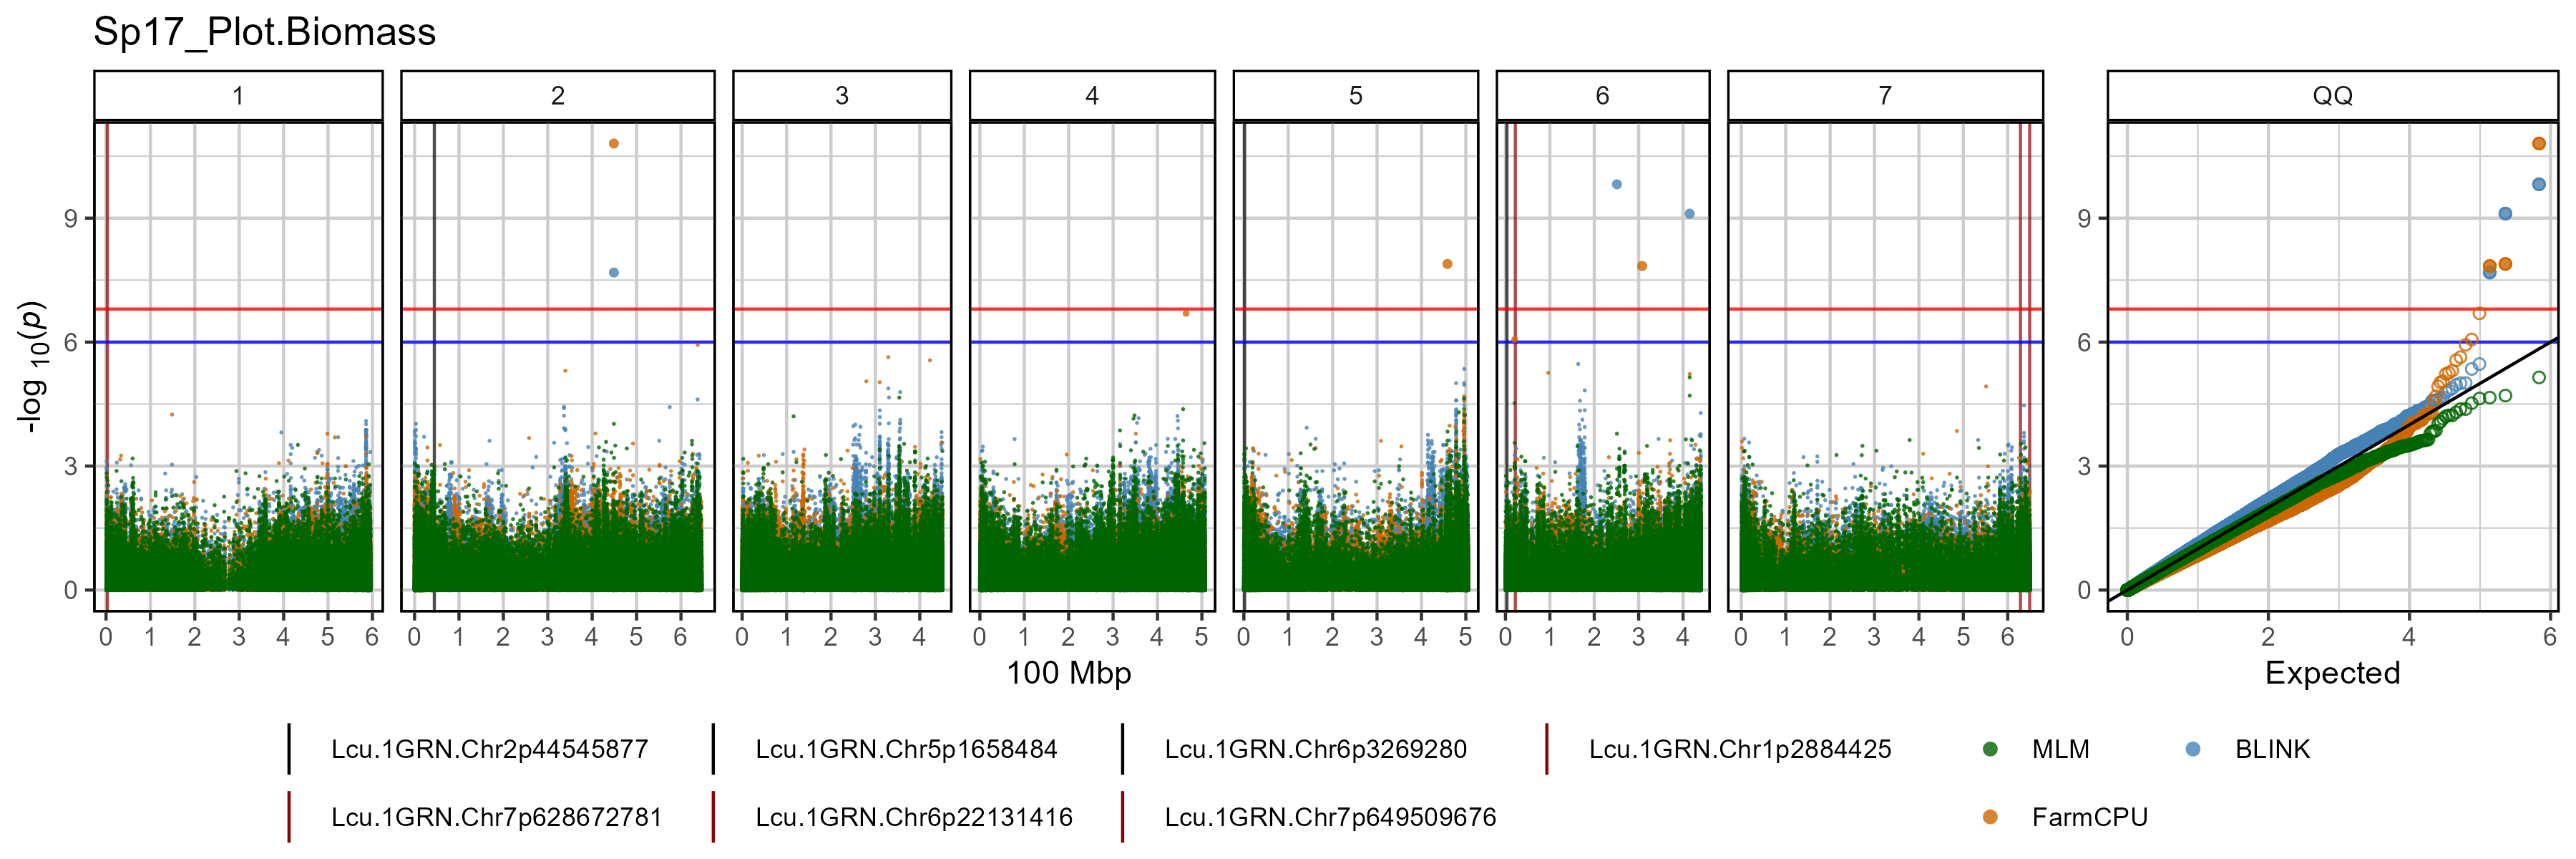 Sp17_Plot.Biomass
1 2 3 4 5 6 7 QQ
9 9
6 6
3 3
0 0
-log 10(p)
0 1 2 3 4 5 6 0 1 2 3 4 5 6 0 1 2 3 4 0 1 2 3 4 5 0 1 2 3 4 5 0 1 2 3 4 0 1 2 3 4 5 6 0 2 4 6
100 Mbp Expected
Lcu.1GRN.Chr2p44545877 Lcu.1GRN.Chr5p1658484 Lcu.1GRN.Chr6p3269280 Lcu.1GRN.Chr1p2884425 MLM BLINK
Lcu.1GRN.Chr7p628672781 Lcu.1GRN.Chr6p22131416 Lcu.1GRN.Chr7p649509676 FarmCPU